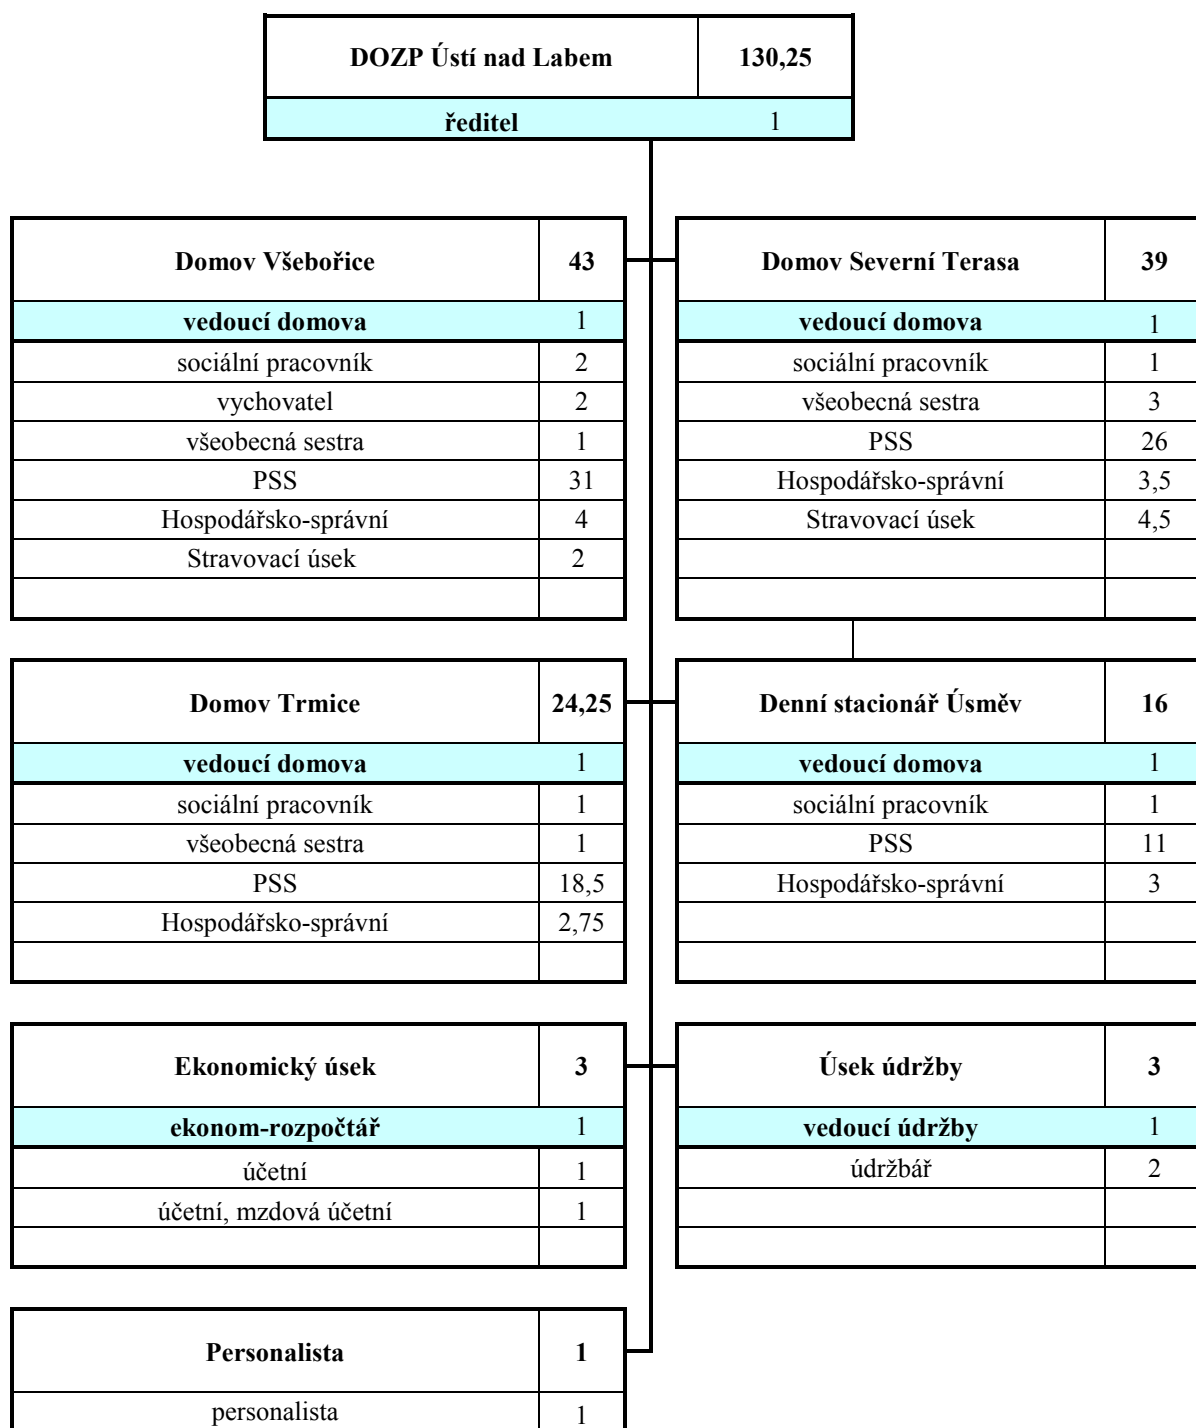 DOZP Ústí nad Labem 130,25
ředitel 1
Domov Všebořice 43
vedoucí domova 1
sociální pracovník 2
vychovatel 2
všeobecná sestra 1
PSS 31
Hospodářsko-správní 4
Stravovací úsek 2
Domov Severní Terasa 39
vedoucí domova 1
sociální pracovník 1
všeobecná sestra 3
PSS 26
Hospodářsko-správní 3,5
Stravovací úsek 4,5
Domov Trmice 24,25
vedoucí domova 1
sociální pracovník 1
všeobecná sestra 1
PSS 18,5
Hospodářsko-správní 2,75
Denní stacionář Úsměv 16
vedoucí domova 1
sociální pracovník 1
PSS 11
Hospodářsko-správní 3
Ekonomický úsek 3
ekonom-rozpočtář 1
účetní 1
účetní, mzdová účetní 1
Úsek údržby 3
vedoucí údržby 1
údržbář 2
Personalista 1
personalista 1